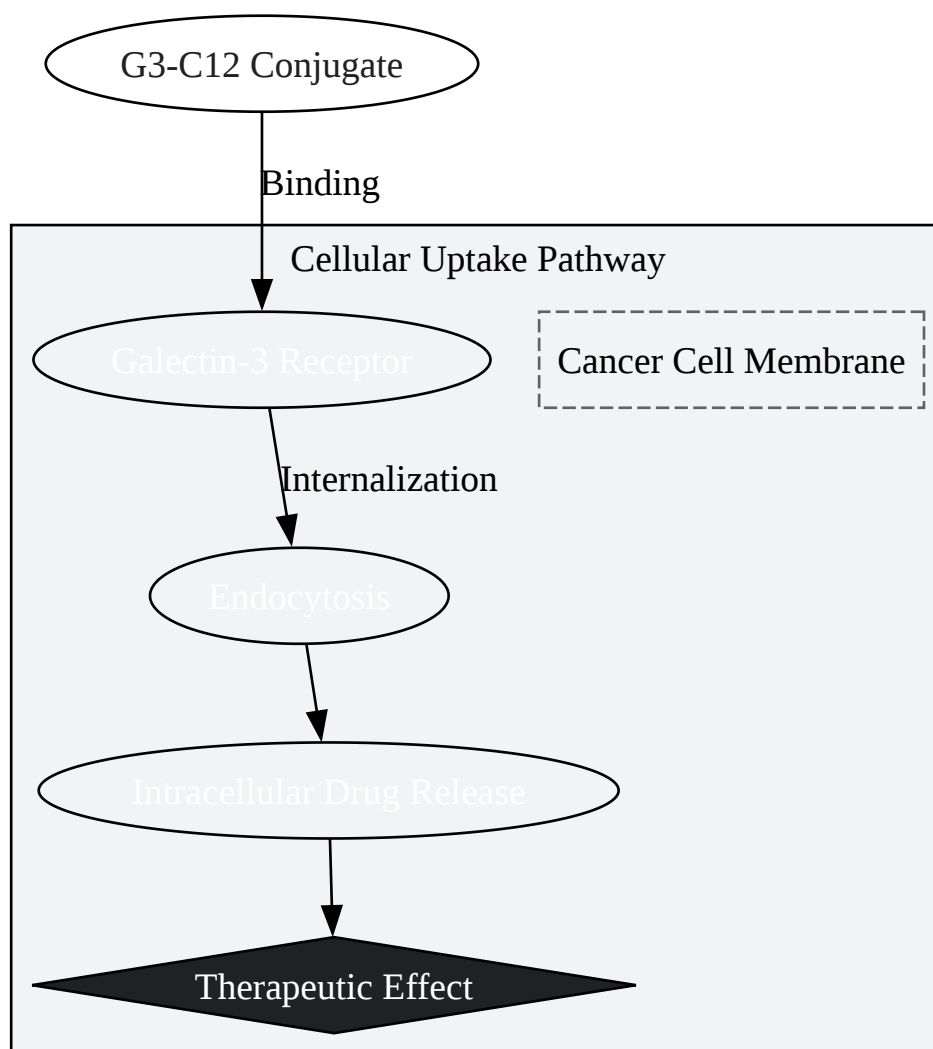 G3-C12 Conjugate
Binding
Cellular Uptake Pathway
Galectin-3 Receptor
Cancer Cell Membrane
Internalization
Endocytosis
Intracellular Drug Release
Therapeutic Effect